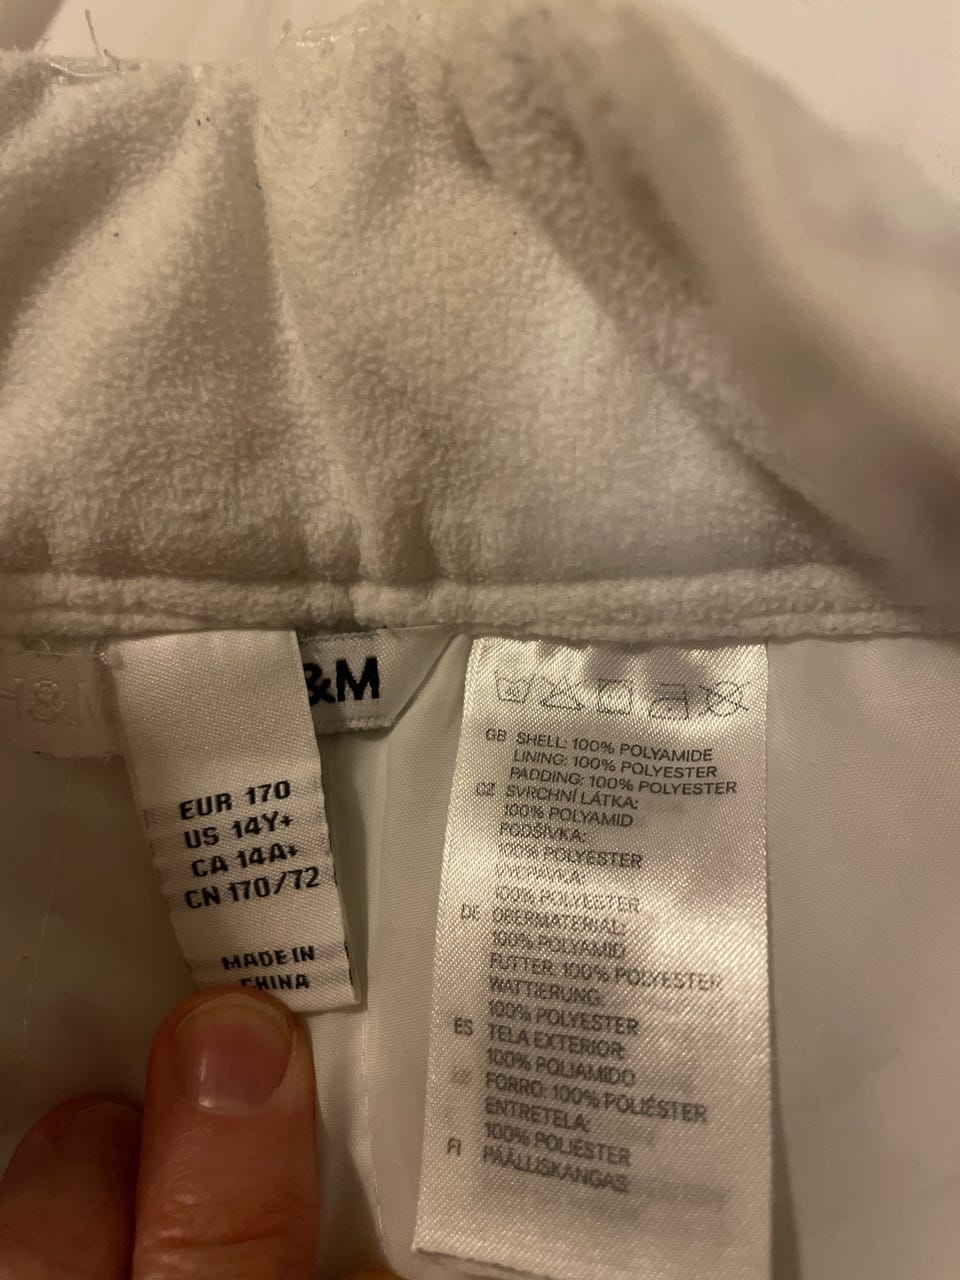 &M
EUR 170
US 14Y+
CA 14A+
CN 170/72
MADE IN
CHINA
GB SHELL: 100% POLYAMIDE
LINING: 100% POLYESTER
PADDING: 100% POLYESTER
CZ SVRCHNÍ LÁTKA:
100% POLYAMID
PODŠÍVKA:
100% POLYESTER
VÝCPÁVKA:
100% POLYESTER
DE OBERMATERIAL:
100% POLYAMID
FUTTER: 100% POLYESTER
WATTIERUNG:
100% POLYESTER
ES TELA EXTERIOR:
100% POLIAMIDO
FORRO: 100% POLIÉSTER
ENTRETELA:
100% POLIÉSTER
FI PÄÄLLISKANGAS: